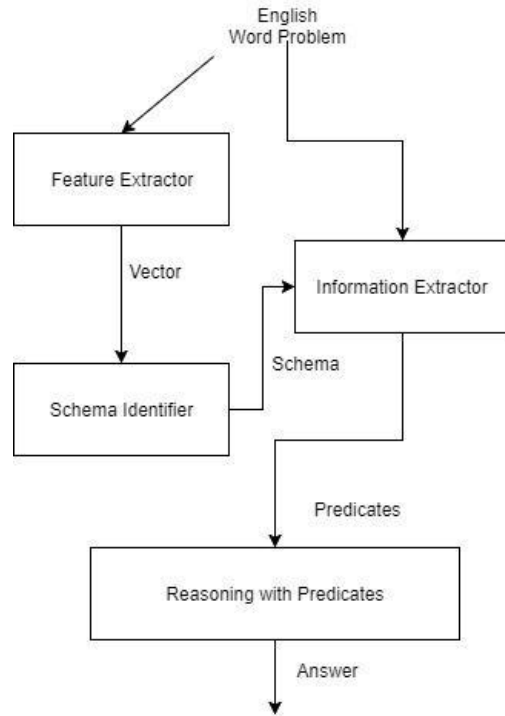 English
Word Problem
Feature Extractor
Vector
Information Extractor
Schema
Schema Identifier
Predicates
Reasoning with Predicates
Answer